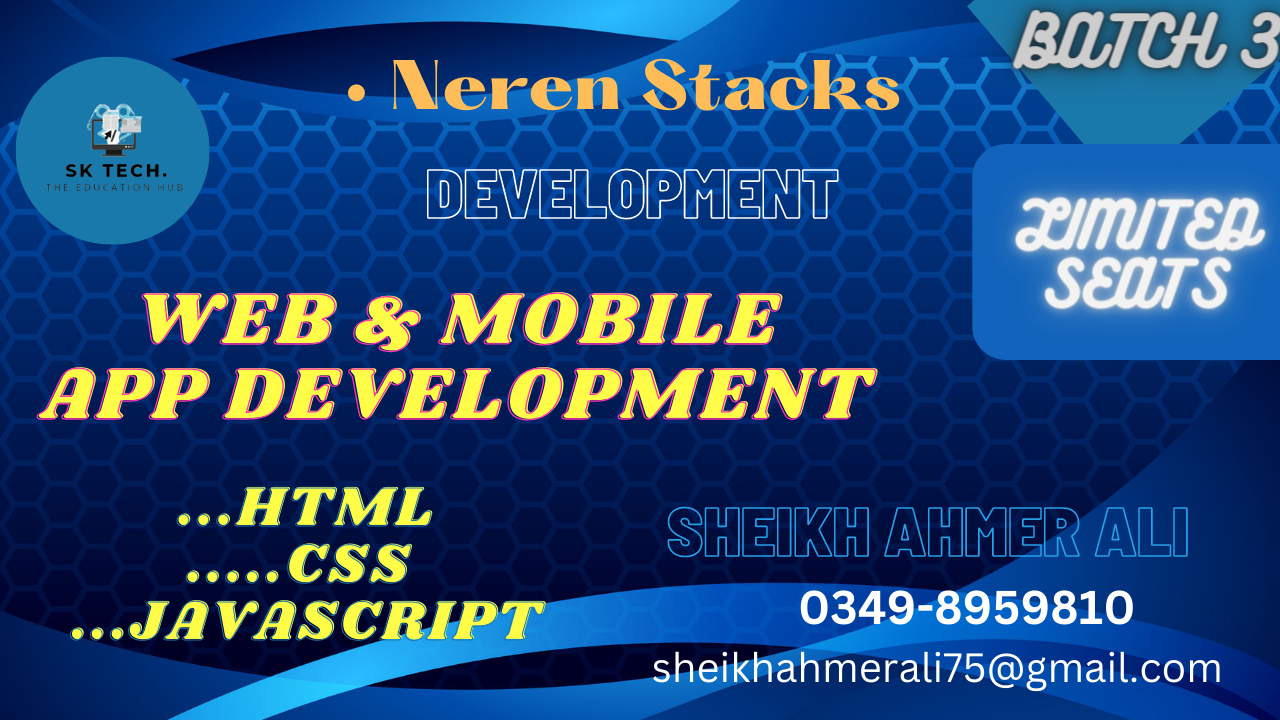 BATCH 3
• Neren Stacks
SK TECH.
THE EDUCATION HUB
DEVELOPMENT
LIMITED
SEATS
WEB & MOBILE
APP DEVELOPMENT
...HTML
.....CSS
...JAVASCRIPT
SHEIKH AHMER ALI
0349-8959810
sheikhahmerali75@gmail.com